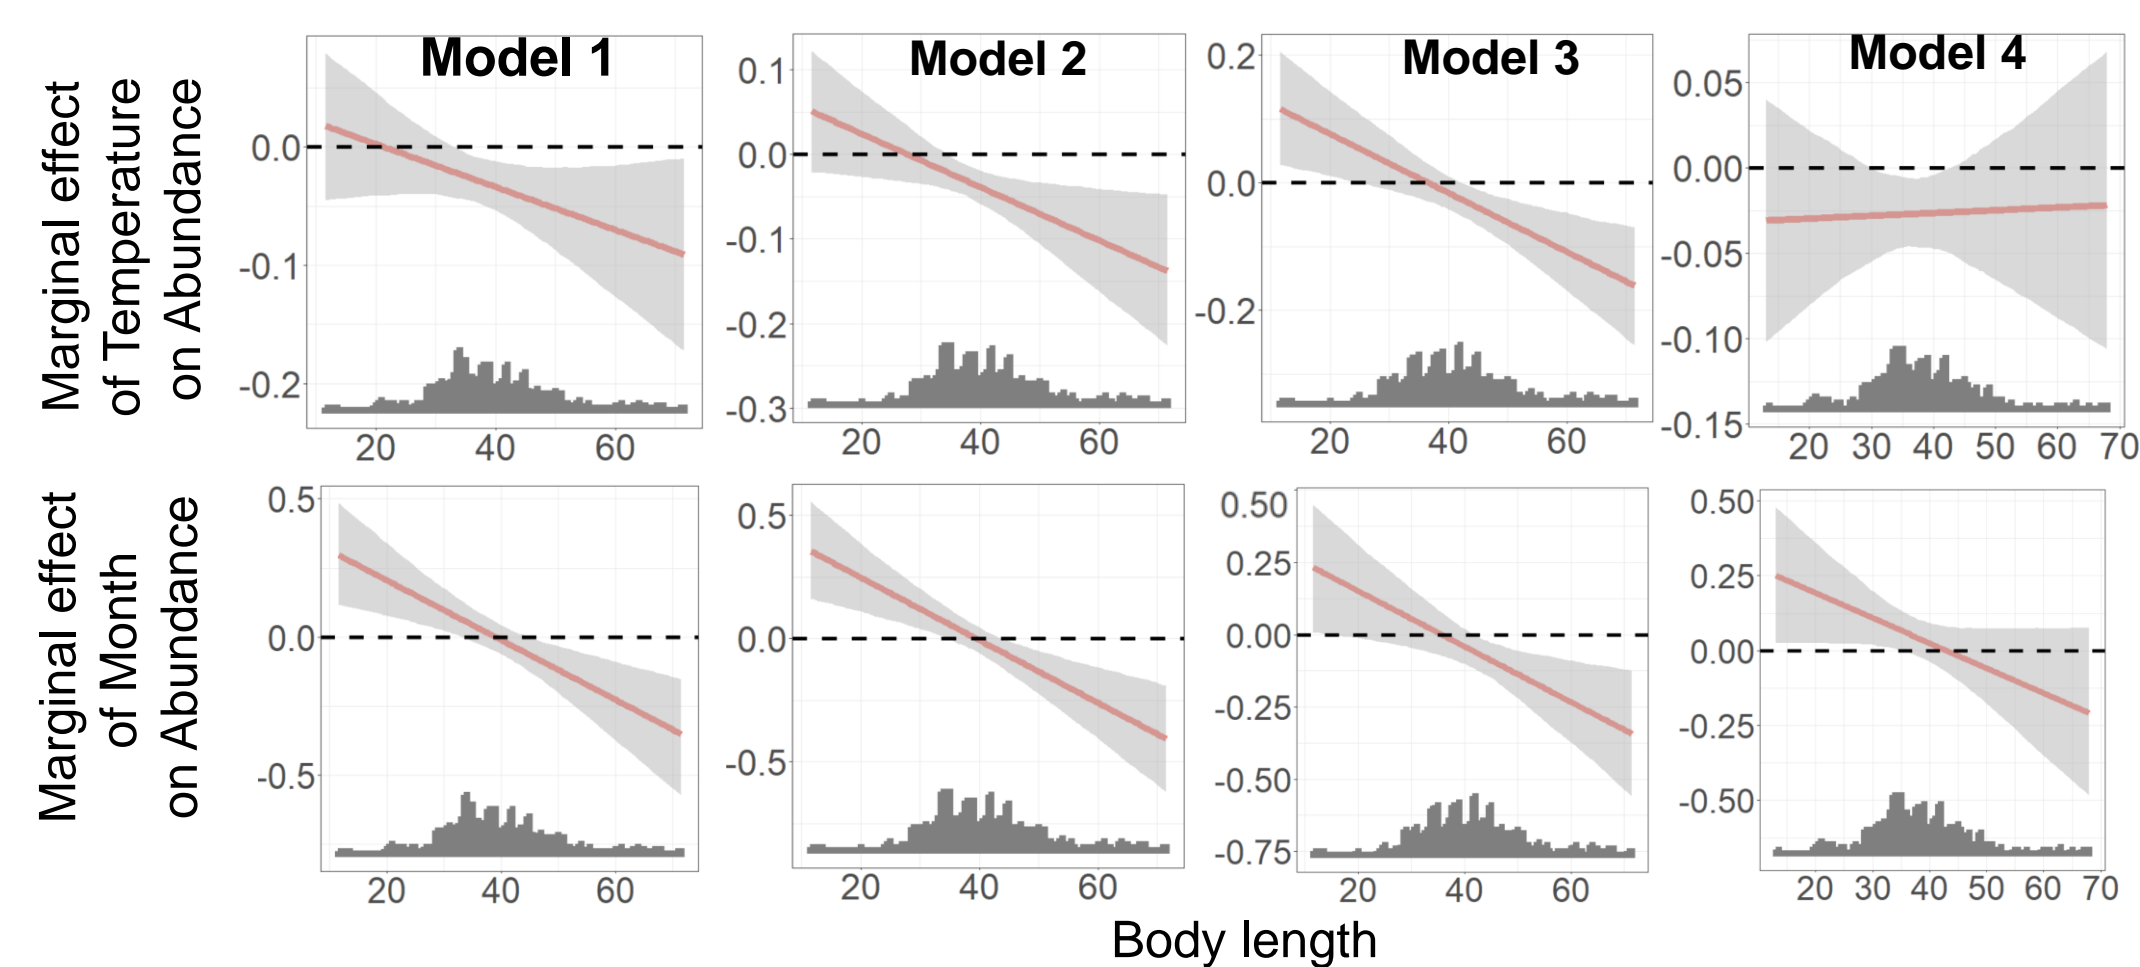 Model 1
Model 2
Model 3
Model 4
Marginal effect
of Temperature
on Abundance
0.0
-0.1
-0.2
20 40 60
0.1
0.0
-0.1
-0.2
-0.3
20 40 60
0.2
0.0
-0.2
20 40 60
0.05
0.00
-0.05
-0.10
-0.15
20 30 40 50 60 70
Marginal effect
of Month
on Abundance
0.5
0.0
-0.5
20 40 60
0.5
0.0
-0.5
20 40 60
0.50
0.25
0.00
-0.25
-0.50
-0.75
20 40 60
0.50
0.25
0.00
-0.25
-0.50
20 30 40 50 60 70
Body length